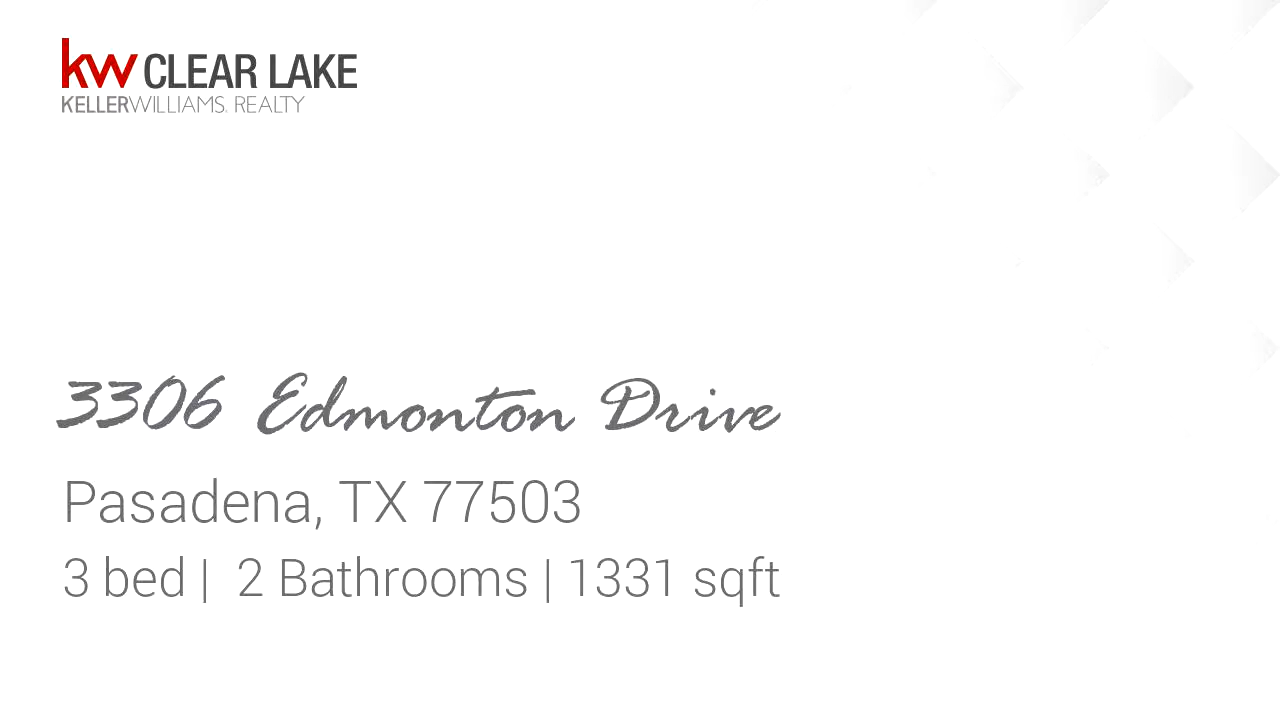 kw CLEAR LAKE
KELLERWILLIAMS. REALTY
3306 Edmonton Drive
Pasadena, TX 77503
3 bed | 2 Bathrooms | 1331 sqft